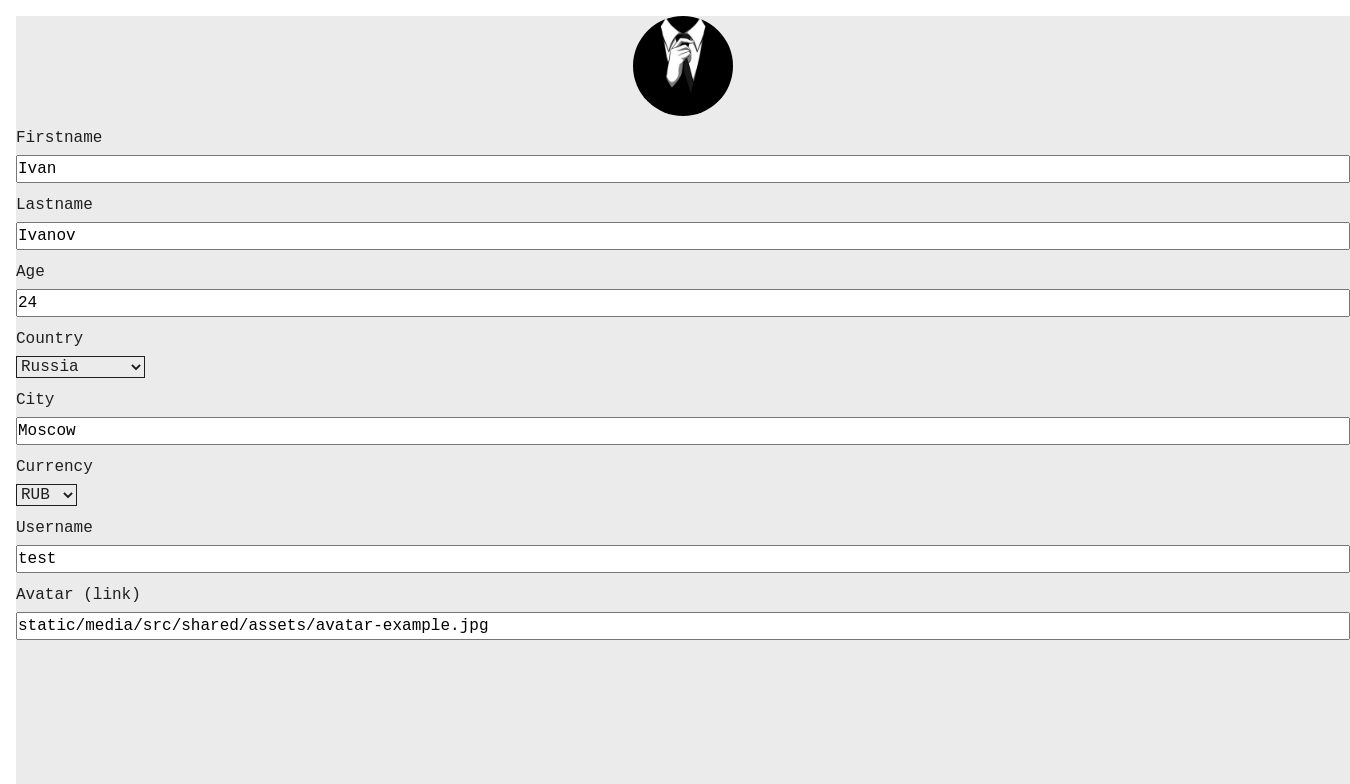 Firstname
Ivan
Lastname
Ivanov
Age
24
Country
Russia
City
Moscow
Currency
RUB
Username
test
Avatar (link)
static/media/src/shared/assets/avatar-example.jpg